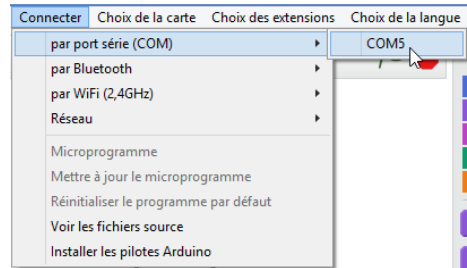 Connecter Choix de la carte Choix des extensions Choix de la langue
par port série (COM)
COM5
par Bluetooth
par WiFi (2,4GHz)
Réseau
Microprogramme
Mettre à jour le microprogramme
Réinitialiser le programme par défaut
Voir les fichiers source
Installer les pilotes Arduino